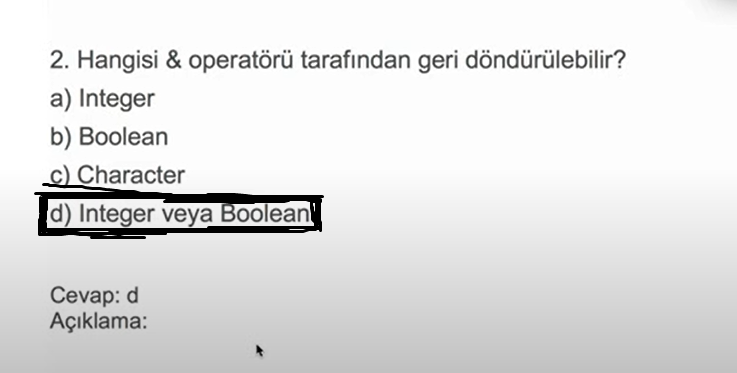 2. Hangisi & operatörü tarafından geri döndürülebilir?
a) Integer
b) Boolean
c) Character
d) Integer veya Boolean
Cevap: d
Açıklama: